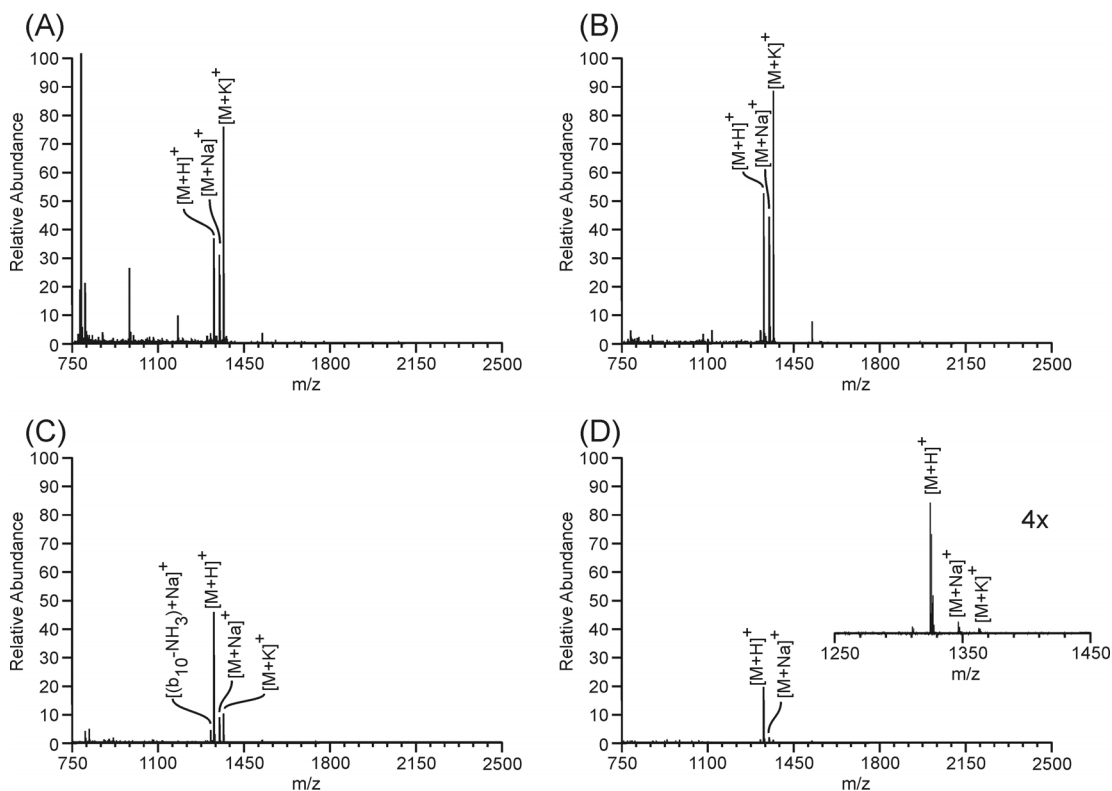 (A)
100
90
80
70
60
50
40
30
20
10
0
Relative Abundance
[M+H]+
[M+Na]+
[M+K]+
750 1100 1450 1800 2150 2500
m/z
(B)
100
90
80
70
60
50
40
30
20
10
0
Relative Abundance
[M+H]+
[M+Na]+
[M+K]+
750 1100 1450 1800 2150 2500
m/z
(C)
100
90
80
70
60
50
40
30
20
10
0
Relative Abundance
[(b10-NH3)+Na]+
[M+H]+
[M+Na]+
[M+K]+
750 1100 1450 1800 2150 2500
m/z
(D)
100
90
80
70
60
50
40
30
20
10
0
Relative Abundance
[M+H]+
[M+Na]+
[M+H]+
[M+Na]+
[M+K]+
4x
1250 1350 1450
m/z
750 1100 1450 1800 2150 2500
m/z